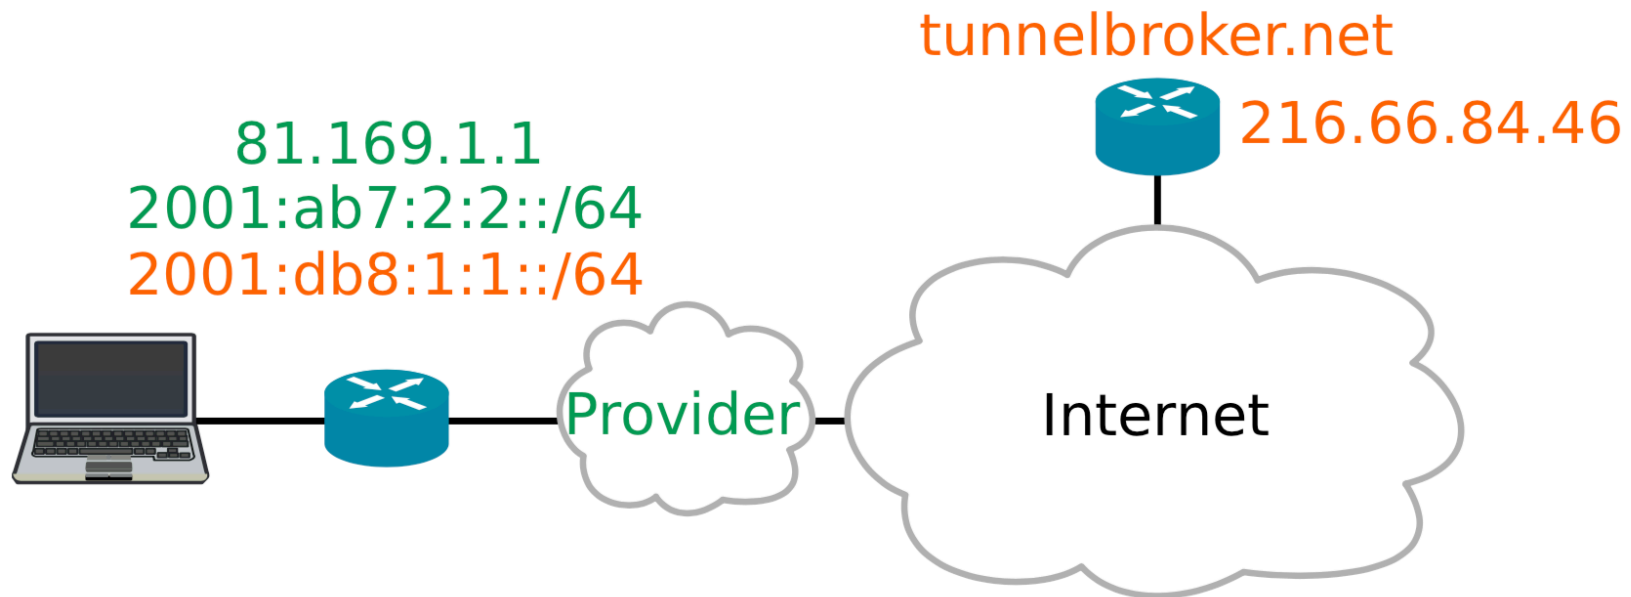 tunnelbroker.net
216.66.84.46
81.169.1.1
2001:ab7:2:2::/64
2001:db8:1:1::/64
Provider
Internet